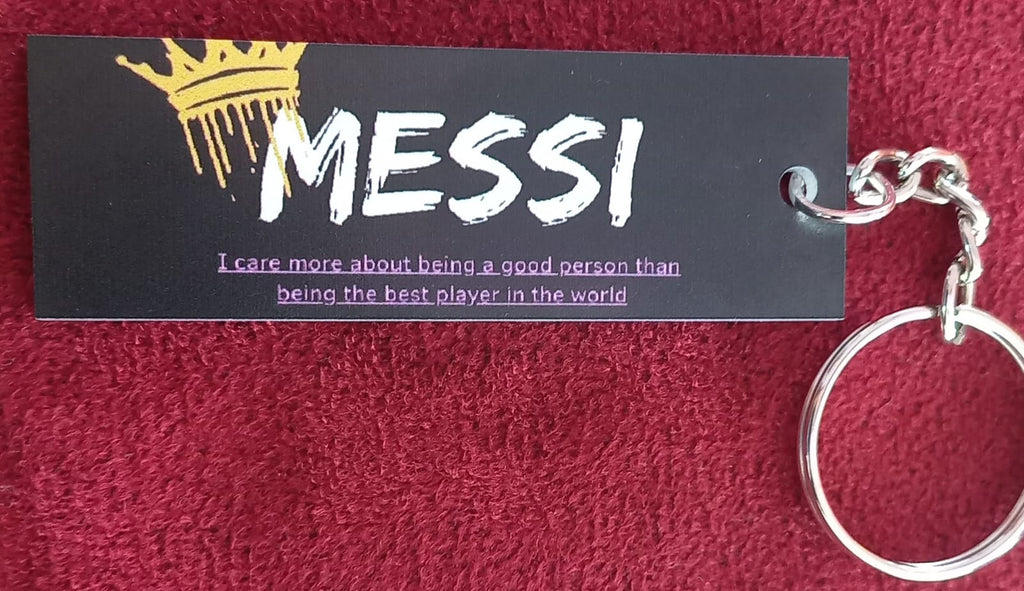 MESSI
I care more about being a good person than
being the best player in the world